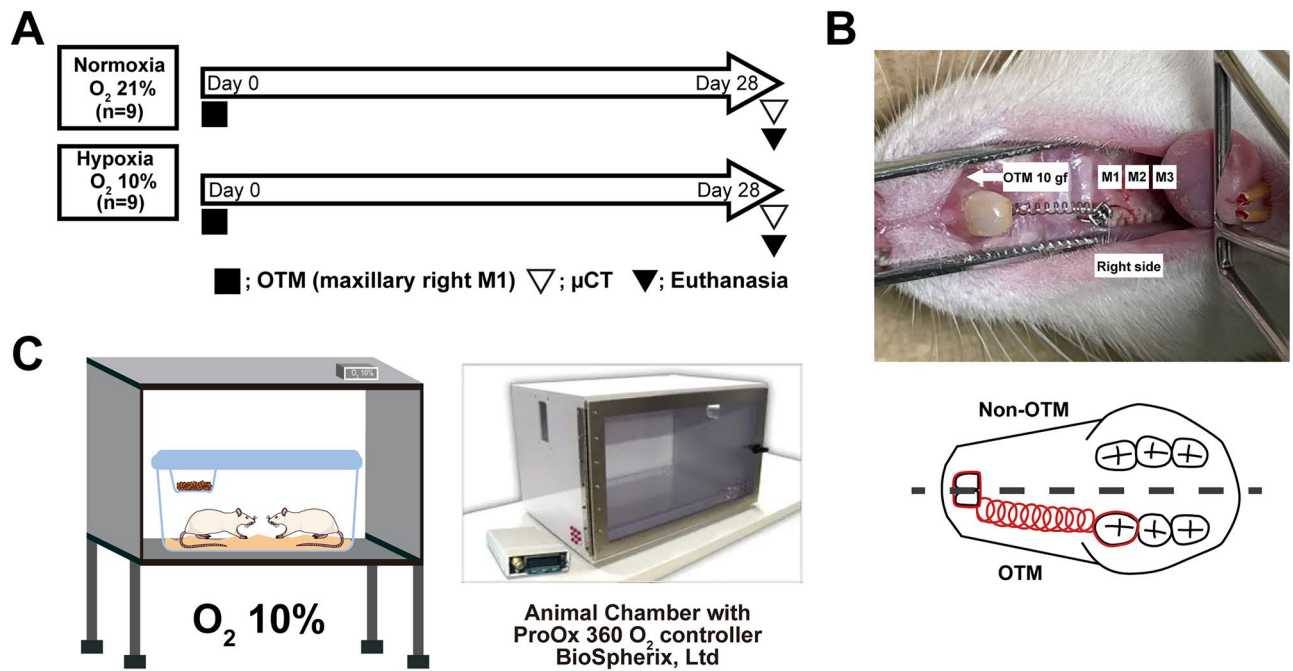 A
Normoxia
O2 21%
(n=9)
Day 0
Day 28
Hypoxia
O2 10%
(n=9)
Day 0
Day 28
; OTM (maxillary right M1)
; µCT
; Euthanasia
B
OTM 10 gf
M1
M2
M3
Right side
Non-OTM
OTM
C
O2 10%
O2 10%
Animal Chamber with
ProOx 360 O2 controller
BioSpherix, Ltd